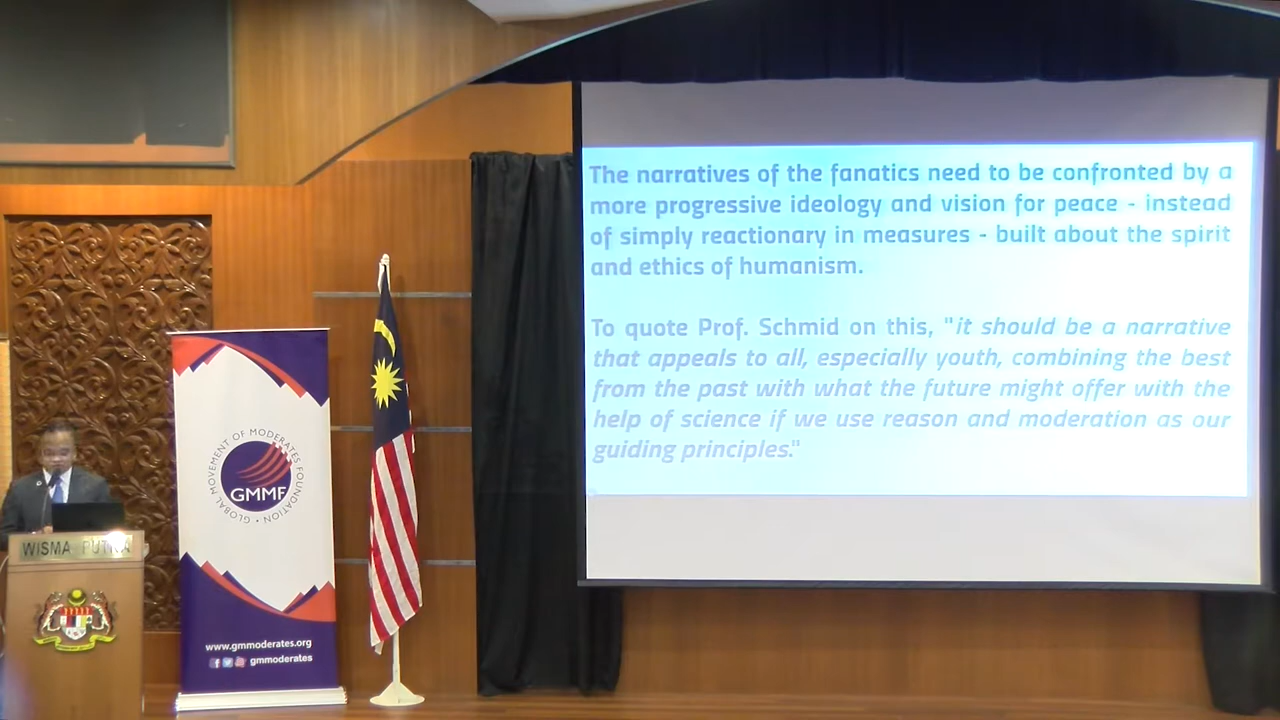 The narratives of the fanatics need to be confronted by a
more progressive ideology and vision for peace - instead
of simply reactionary in measures - built about the spirit
and ethics of humanism.
To quote Prof. Schmid on this, "it should be a narrative
that appeals to all, especially youth, combining the best
from the past with what the future might offer with the
help of science if we use reason and moderation as our
guiding principles."
GLOBAL MOVEMENT OF MODERATES FOUNDATION •
GMMF
www.gmmoderates.org
gmmoderates
WISMA PUTRA